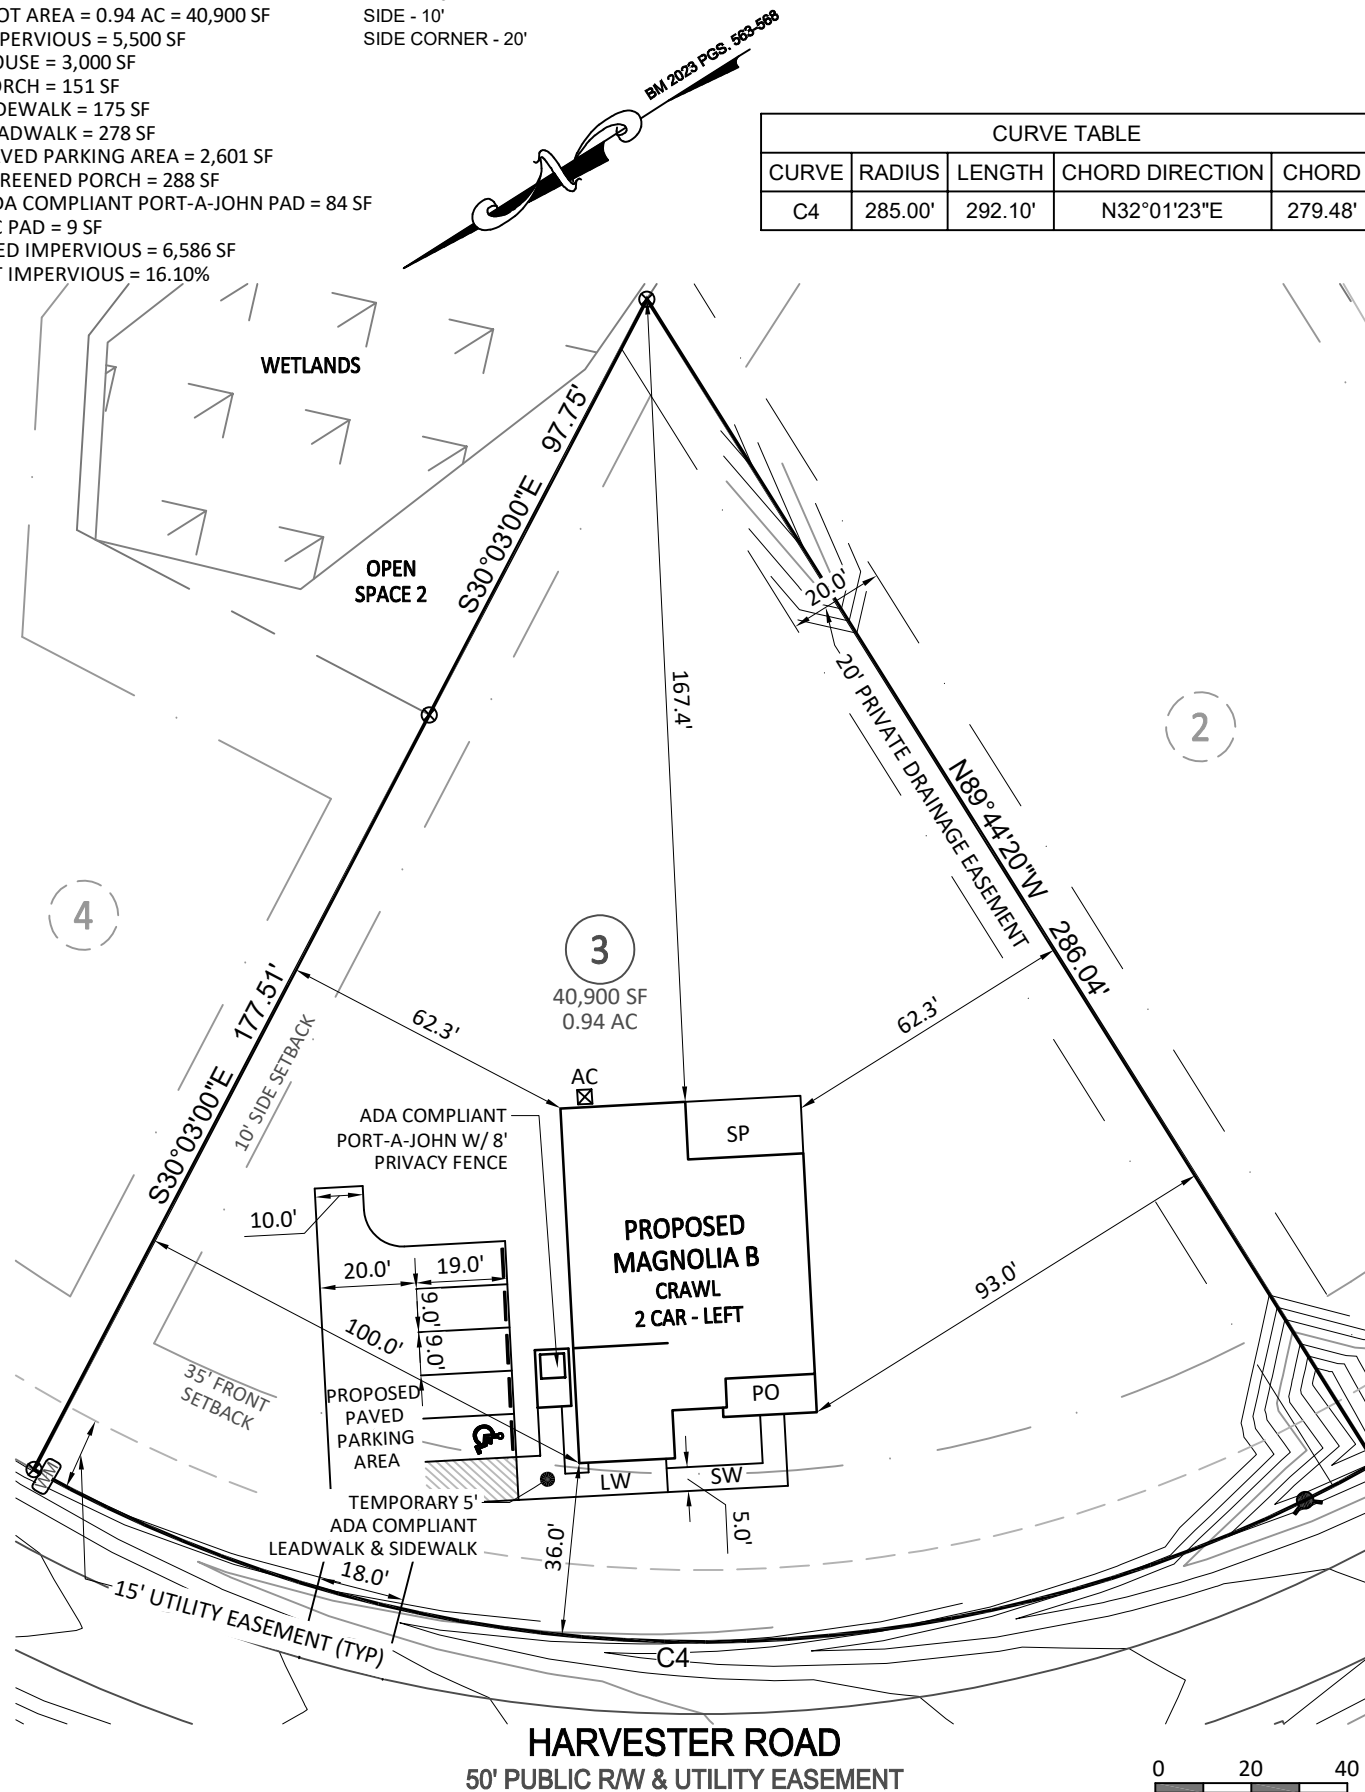 OT AREA = 0.94 AC = 40,900 SF
PERVIOUS = 5,500 SF
OUSE = 3,000 SF
ORCH = 151 SF
DEWALK = 175 SF
ADWALK = 278 SF
VED PARKING AREA = 2,601 SF
REENED PORCH = 288 SF
DA COMPLIANT PORT-A-JOHN PAD = 84 SF
C PAD = 9 SF
ED IMPERVIOUS = 6,586 SF
T IMPERVIOUS = 16.10%
SIDE - 10'
SIDE CORNER - 20'
BM 2023 PGS. 563-568
N
CURVE TABLE
CURVE RADIUS LENGTH CHORD DIRECTION CHORD
C4 285.00' 292.10' N32°01'23"E 279.48'
WETLANDS
OPEN
SPACE 2
S30°03'00"E 97.75'
20.0'
20' PRIVATE DRAINAGE EASEMENT
167.4'
N89°44'20"W 286.04'
2
4
3
40,900 SF
0.94 AC
S30°03'00"E 177.51'
10' SIDE SETBACK
62.3'
62.3'
AC
ADA COMPLIANT
PORT-A-JOHN W/ 8'
PRIVACY FENCE
SP
PROPOSED
MAGNOLIA B
CRAWL
2 CAR - LEFT
10.0'
20.0'
19.0'
9.0'
9.0'
100.0'
93.0'
35' FRONT
SETBACK
PROPOSED
PAVED
PARKING
AREA
PO
LW
SW
TEMPORARY 5'
ADA COMPLIANT
LEADWALK & SIDEWALK
36.0'
5.0'
18.0'
15' UTILITY EASEMENT (TYP)
C4
HARVESTER ROAD
50' PUBLIC R/W & UTILITY EASEMENT
0 20 40